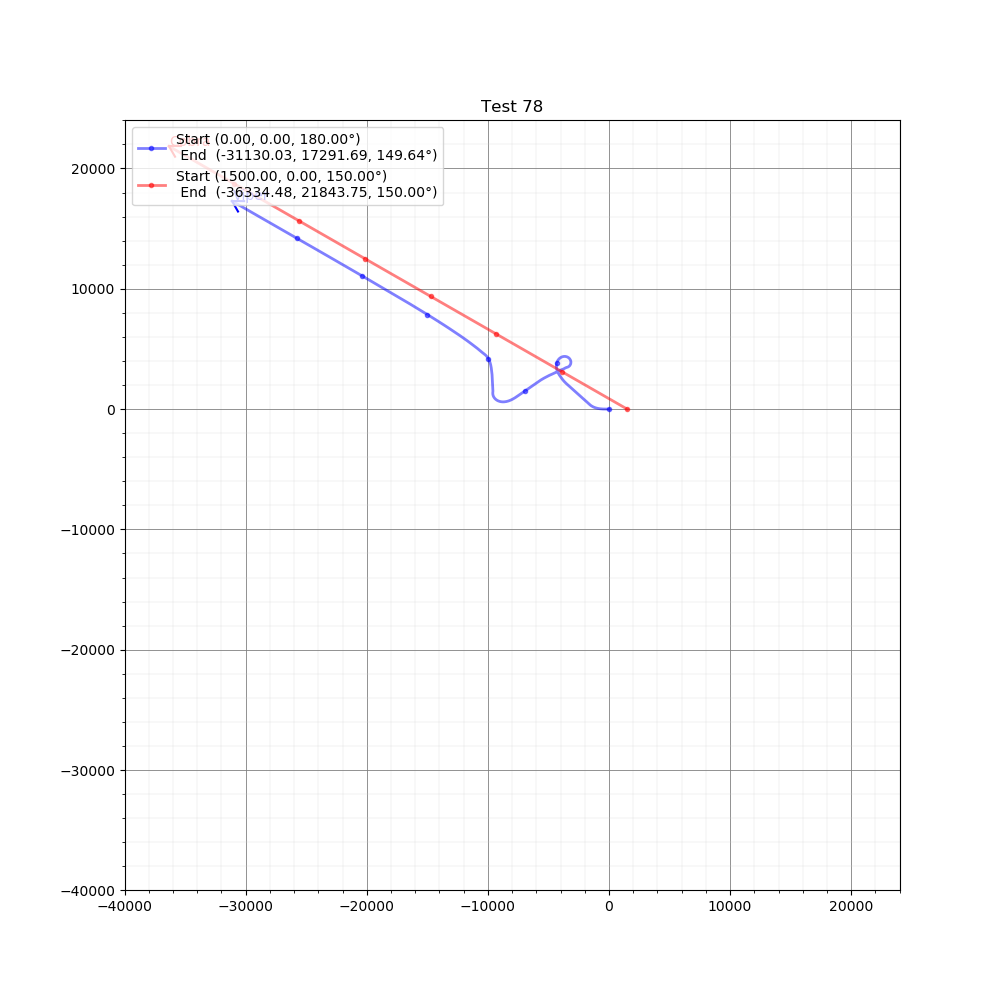 Test 78
Start (0.00, 0.00, 180.00°)
End (-31130.03, 17291.69, 149.64°)
Start (1500.00, 0.00, 150.00°)
End (-36334.48, 21843.75, 150.00°)
20000
10000
0
−10000
−20000
−30000
−40000
−40000 −30000 −20000 −10000 0 10000 20000